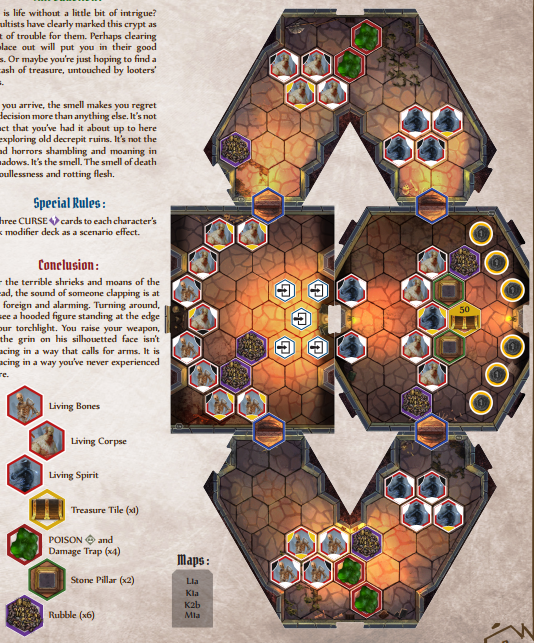 is life without a little bit of intrigue?
ultists have clearly marked this crypt as
t of trouble for them. Perhaps clearing
lace out will put you in their good
s. Or maybe you're just hoping to find a
ash of treasure, untouched by looters'
s.
you arrive, the smell makes you regret
decision more than anything else. It's not
act that you've had it about up to here
exploring old decrepit ruins. It's not the
ad horrors shambling and moaning in
hadows. It's the smell. The smell of death
oullessness and rotting flesh.
Special Rules:
hree CURSE cards to each character's
k modifier deck as a scenario effect.
Conclusion:
r the terrible shrieks and moans of the
ead, the sound of someone clapping is at
foreign and alarming. Turning around,
see a hooded figure standing at the edge
our torchlight. You raise your weapon,
the grin on his silhouetted face isn't
acing in a way that calls for arms. It is
acing in a way you've never experienced
re.
Living Bones
Living Corpse
Living Spirit
Treasure Tile (x1)
POISON and
Damage Trap (x4)
Stone Pillar (x2)
Rubble (x6)
50
Maps:
L1a
K1a
K2b
M1a